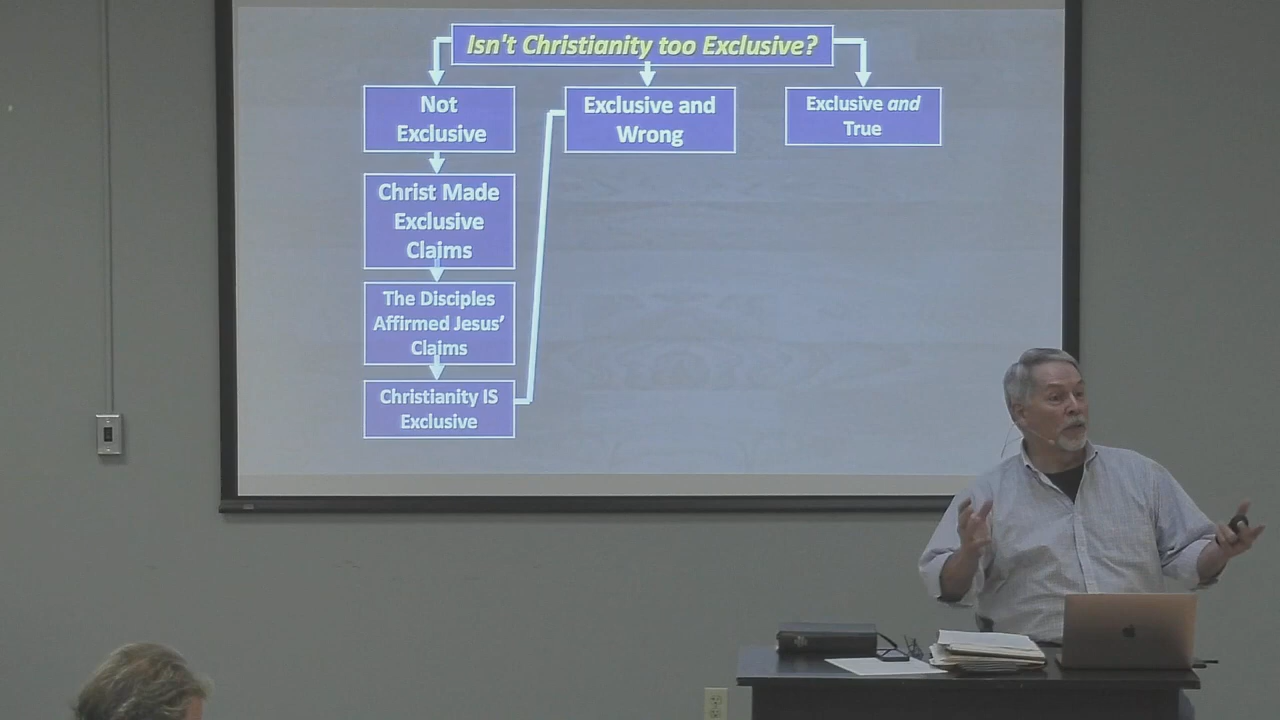 Isn't Christianity too Exclusive?
Not
Exclusive
Christ Made
Exclusive
Claims
The Disciples
Affirmed Jesus’
Claims
Christianity IS
Exclusive
Exclusive and
Wrong
Exclusive and
True